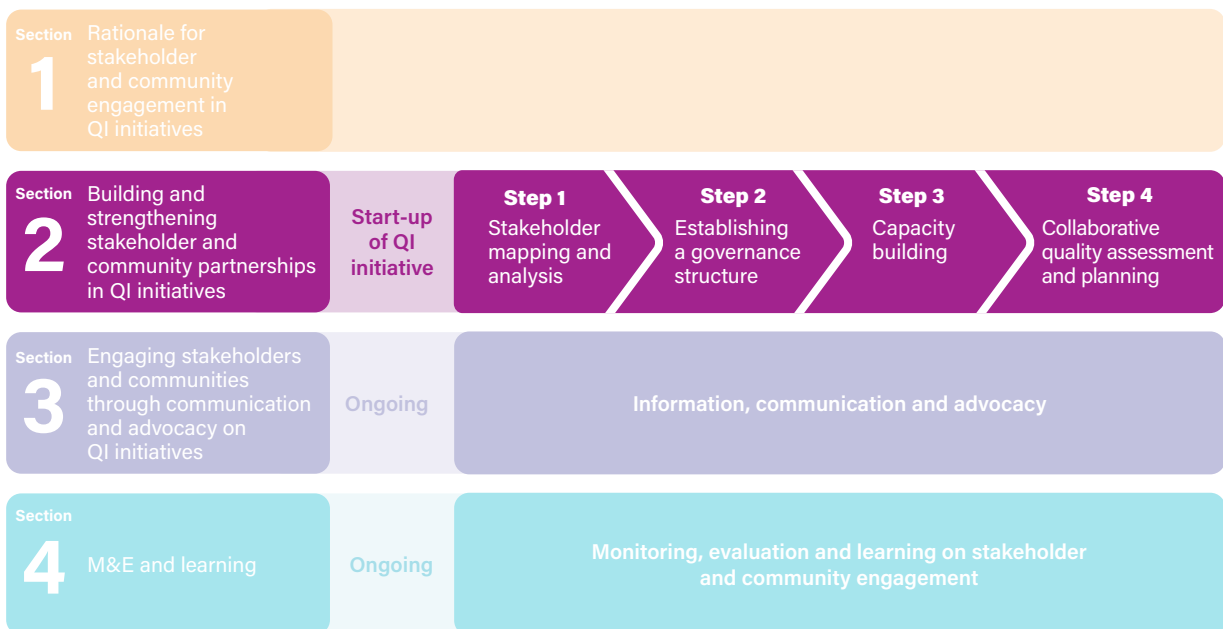 Section
1
Rationale for
stakeholder
and community
engagement in
QI initiatives
Section
2
Building and
strengthening
stakeholder and
community partnerships
in QI initiatives
Start-up
of QI
initiative
Step 1
Stakeholder
mapping and
analysis
Step 2
Establishing
a governance
structure
Step 3
Capacity
building
Step 4
Collaborative
quality assessment
and planning
Section
3
Engaging stakeholders
and communities
through communication
and advocacy on
QI initiatives
Ongoing
Information, communication and advocacy
Section
4
M&E and learning
Ongoing
Monitoring, evaluation and learning on stakeholder
and community engagement